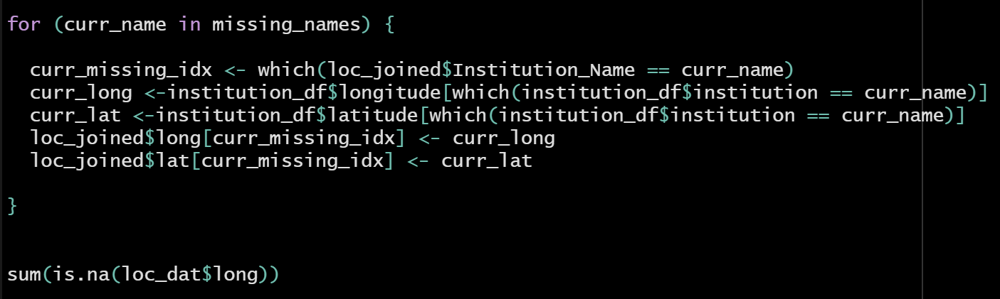 for (curr_name in missing_names) {
curr_missing_idx <- which(loc_joined$Institution_Name == curr_name)
curr_long <-institution_df$longitude[which(institution_df$institution == curr_name)]
curr_lat <-institution_df$latitude[which(institution_df$institution == curr_name)]
loc_joined$long[curr_missing_idx] <- curr_long
loc_joined$lat[curr_missing_idx] <- curr_lat
}
sum(is.na(loc_dat$long))